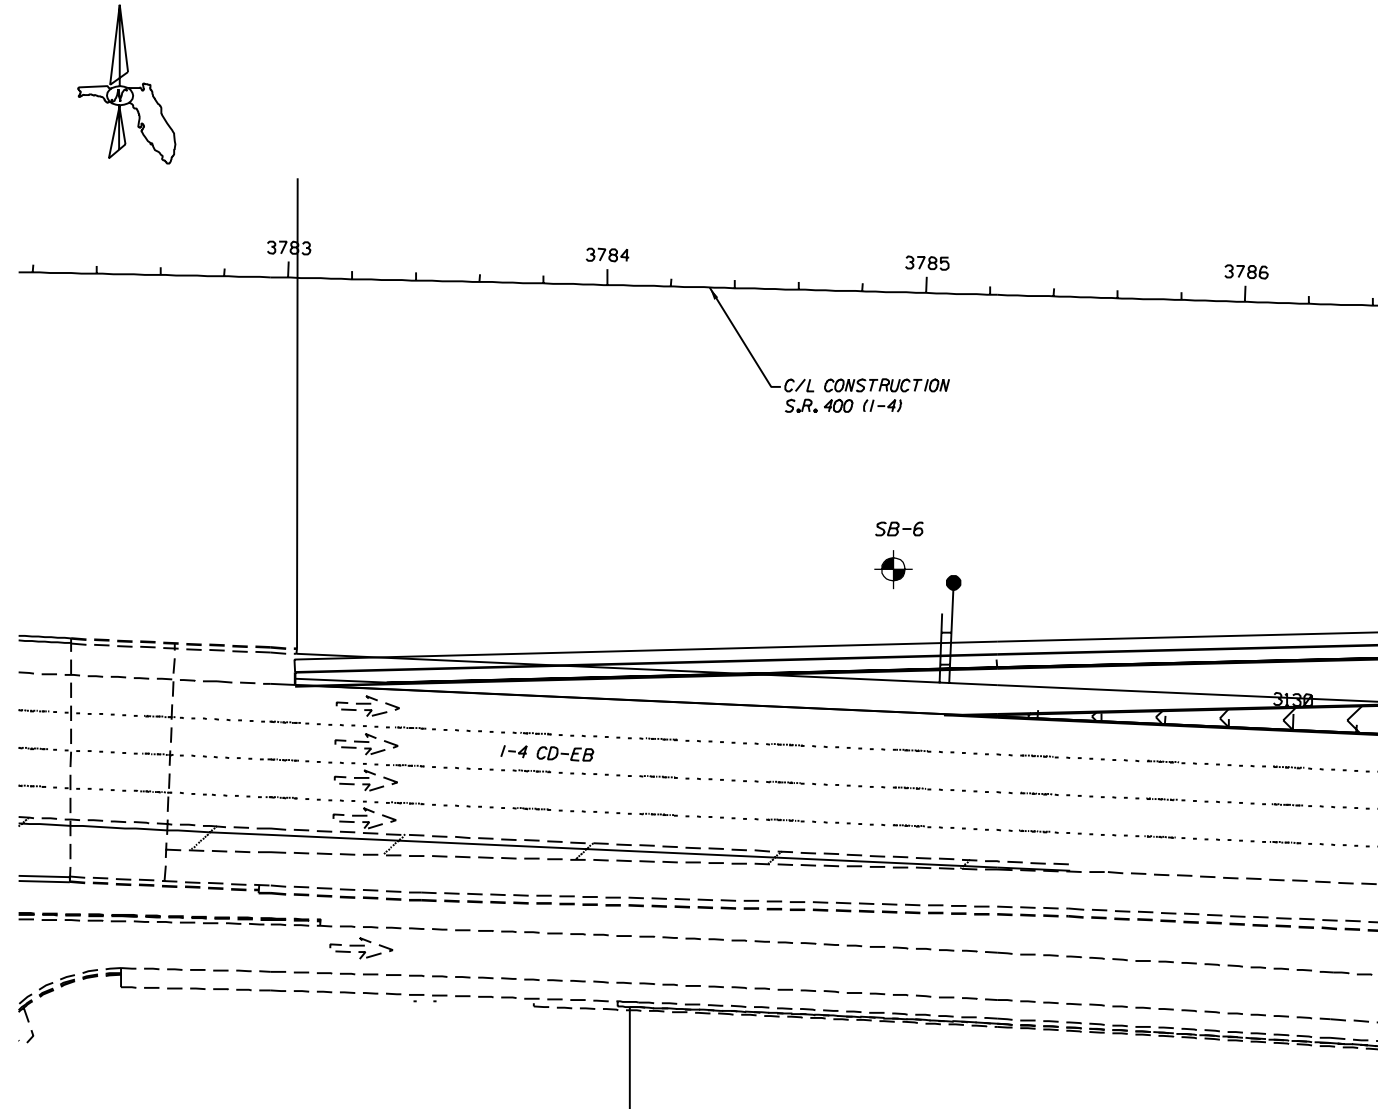 N
3783
3784
3785
3786
C/L CONSTRUCTION
S.R. 400 (I-4)
SB-6
3130
I-4 CD-EB